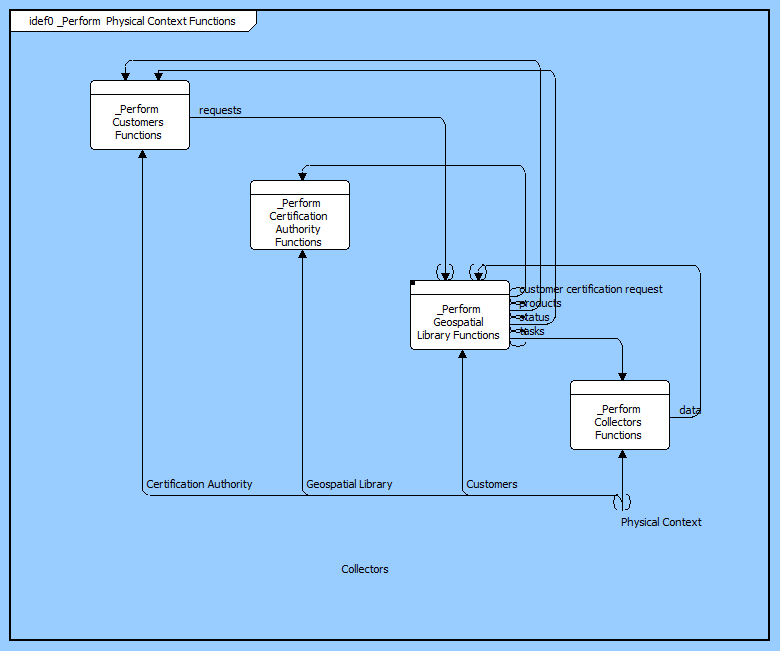 idef0 _Perform  Physical Context Functions
_Perform
Customers
Functions
requests
_Perform
Certification
Authority
Functions
_Perform
Geospatial
Library Functions
customer certification request
products
status
tasks
_Perform
Collectors
Functions
data
Certification Authority
Geospatial Library
Customers
Physical Context
Collectors